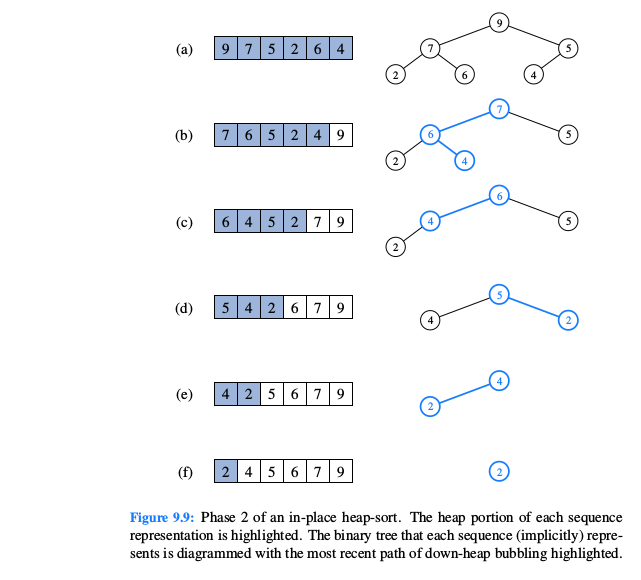 9
(a) 9 7 5 2 6 4 7 5
2 6 4
7
(b) 7 6 5 2 4 9 6 5
2 4
6
(c) 6 4 5 2 7 9 4 5
2
5
(d) 5 4 2 6 7 9 4 2
4
(e) 4 2 5 6 7 9 2
(f) 2 4 5 6 7 9 2
Figure 9.9: Phase 2 of an in-place heap-sort. The heap portion of each sequence
representation is highlighted. The binary tree that each sequence (implicitly) repre-
sents is diagrammed with the most recent path of down-heap bubbling highlighted.